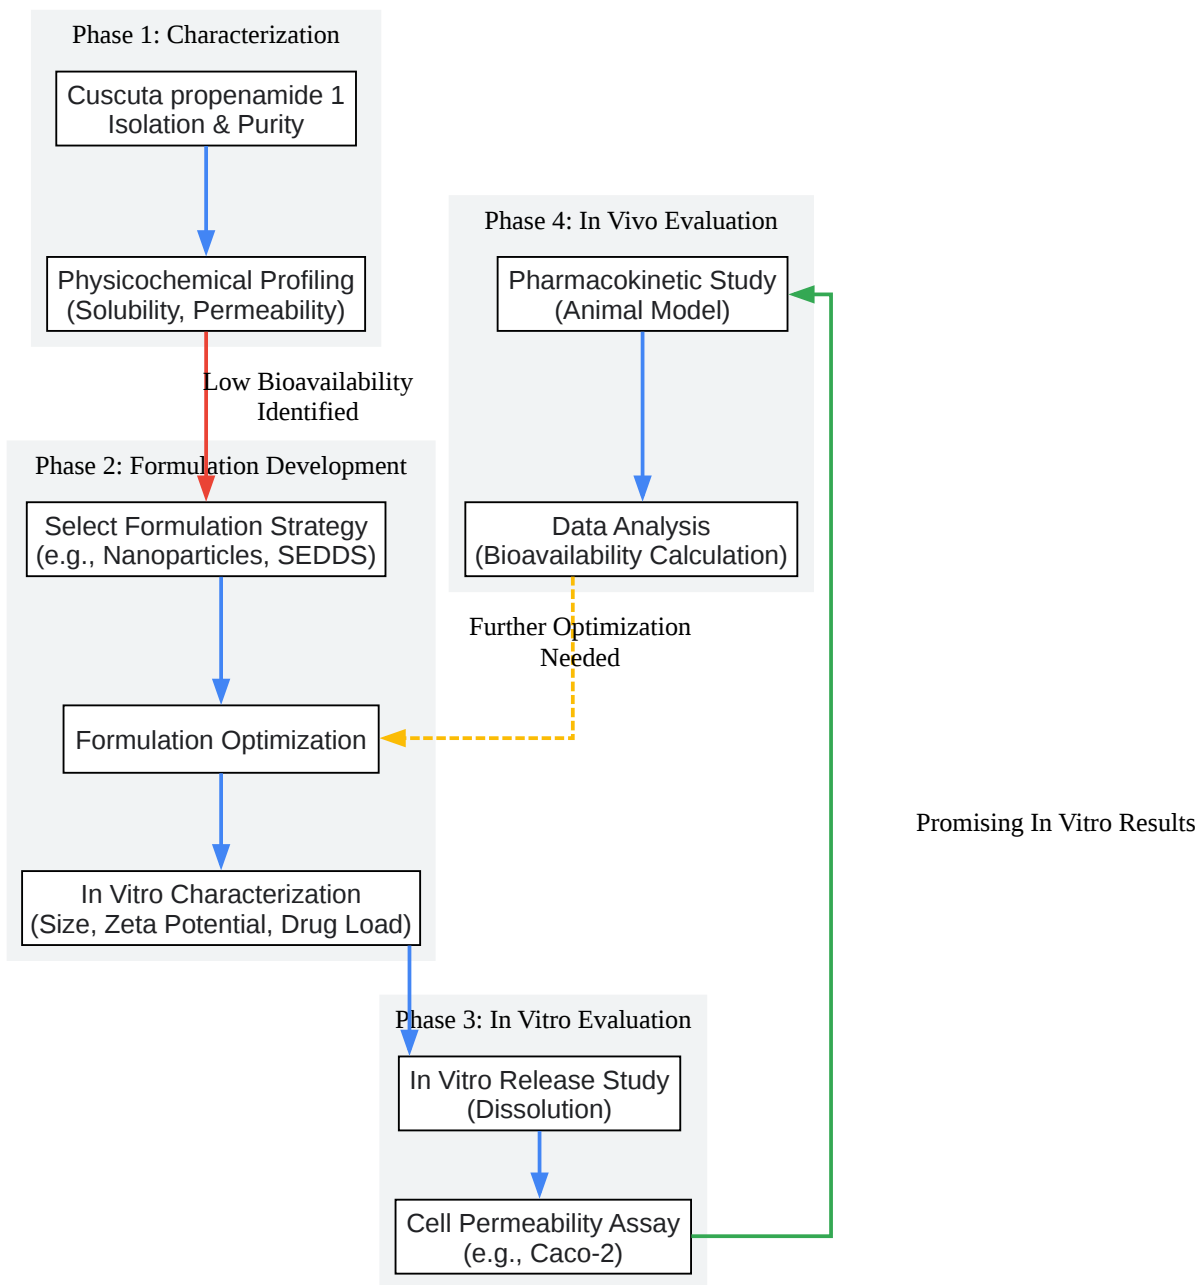 Phase 1: Characterization
Cuscuta propenamide 1
Isolation & Purity
Physicochemical Profiling
(Solubility, Permeability)
Low Bioavailability
Identified
Phase 2: Formulation Development
Select Formulation Strategy
(e.g., Nanoparticles, SEDDS)
Formulation Optimization
In Vitro Characterization
(Size, Zeta Potential, Drug Load)
Phase 3: In Vitro Evaluation
In Vitro Release Study
(Dissolution)
Cell Permeability Assay
(e.g., Caco-2)
Promising In Vitro Results
Phase 4: In Vivo Evaluation
Pharmacokinetic Study
(Animal Model)
Data Analysis
(Bioavailability Calculation)
Further Optimization
Needed